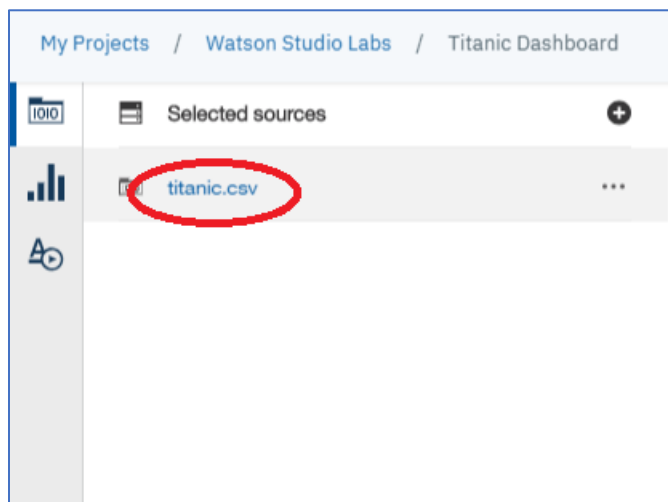 My Projects / Watson Studio Labs / Titanic Dashboard
1010
Selected sources
titanic.csv